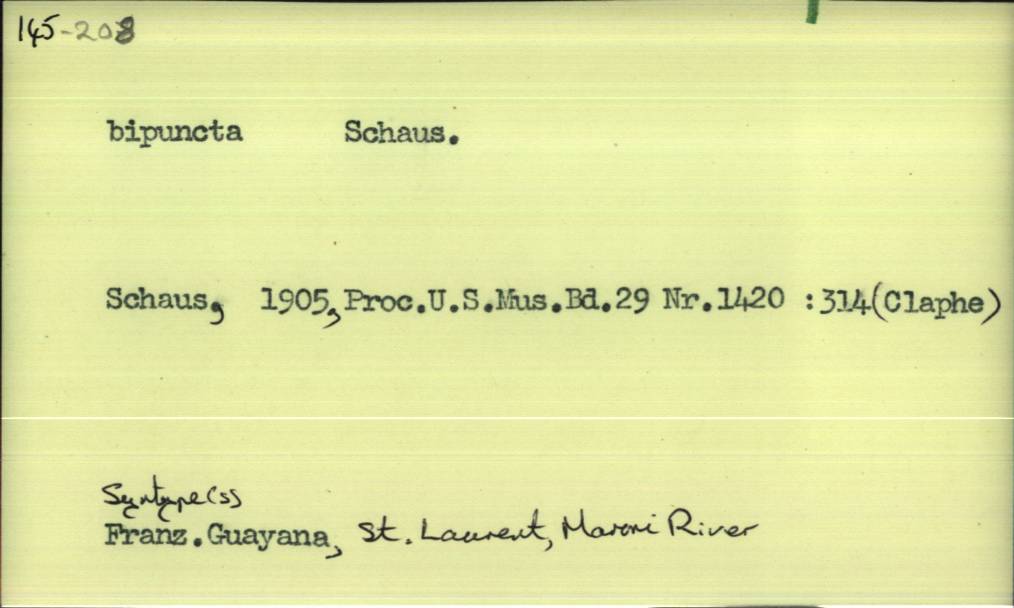 145-208
bipuncta Schaus.
Schaus, 1905, Proc.U.S.Mus.Bd.29 Nr.1420 :314(Claphe)
Syntype(s)
Franz.Guayana, St. Laurent, Maroni River